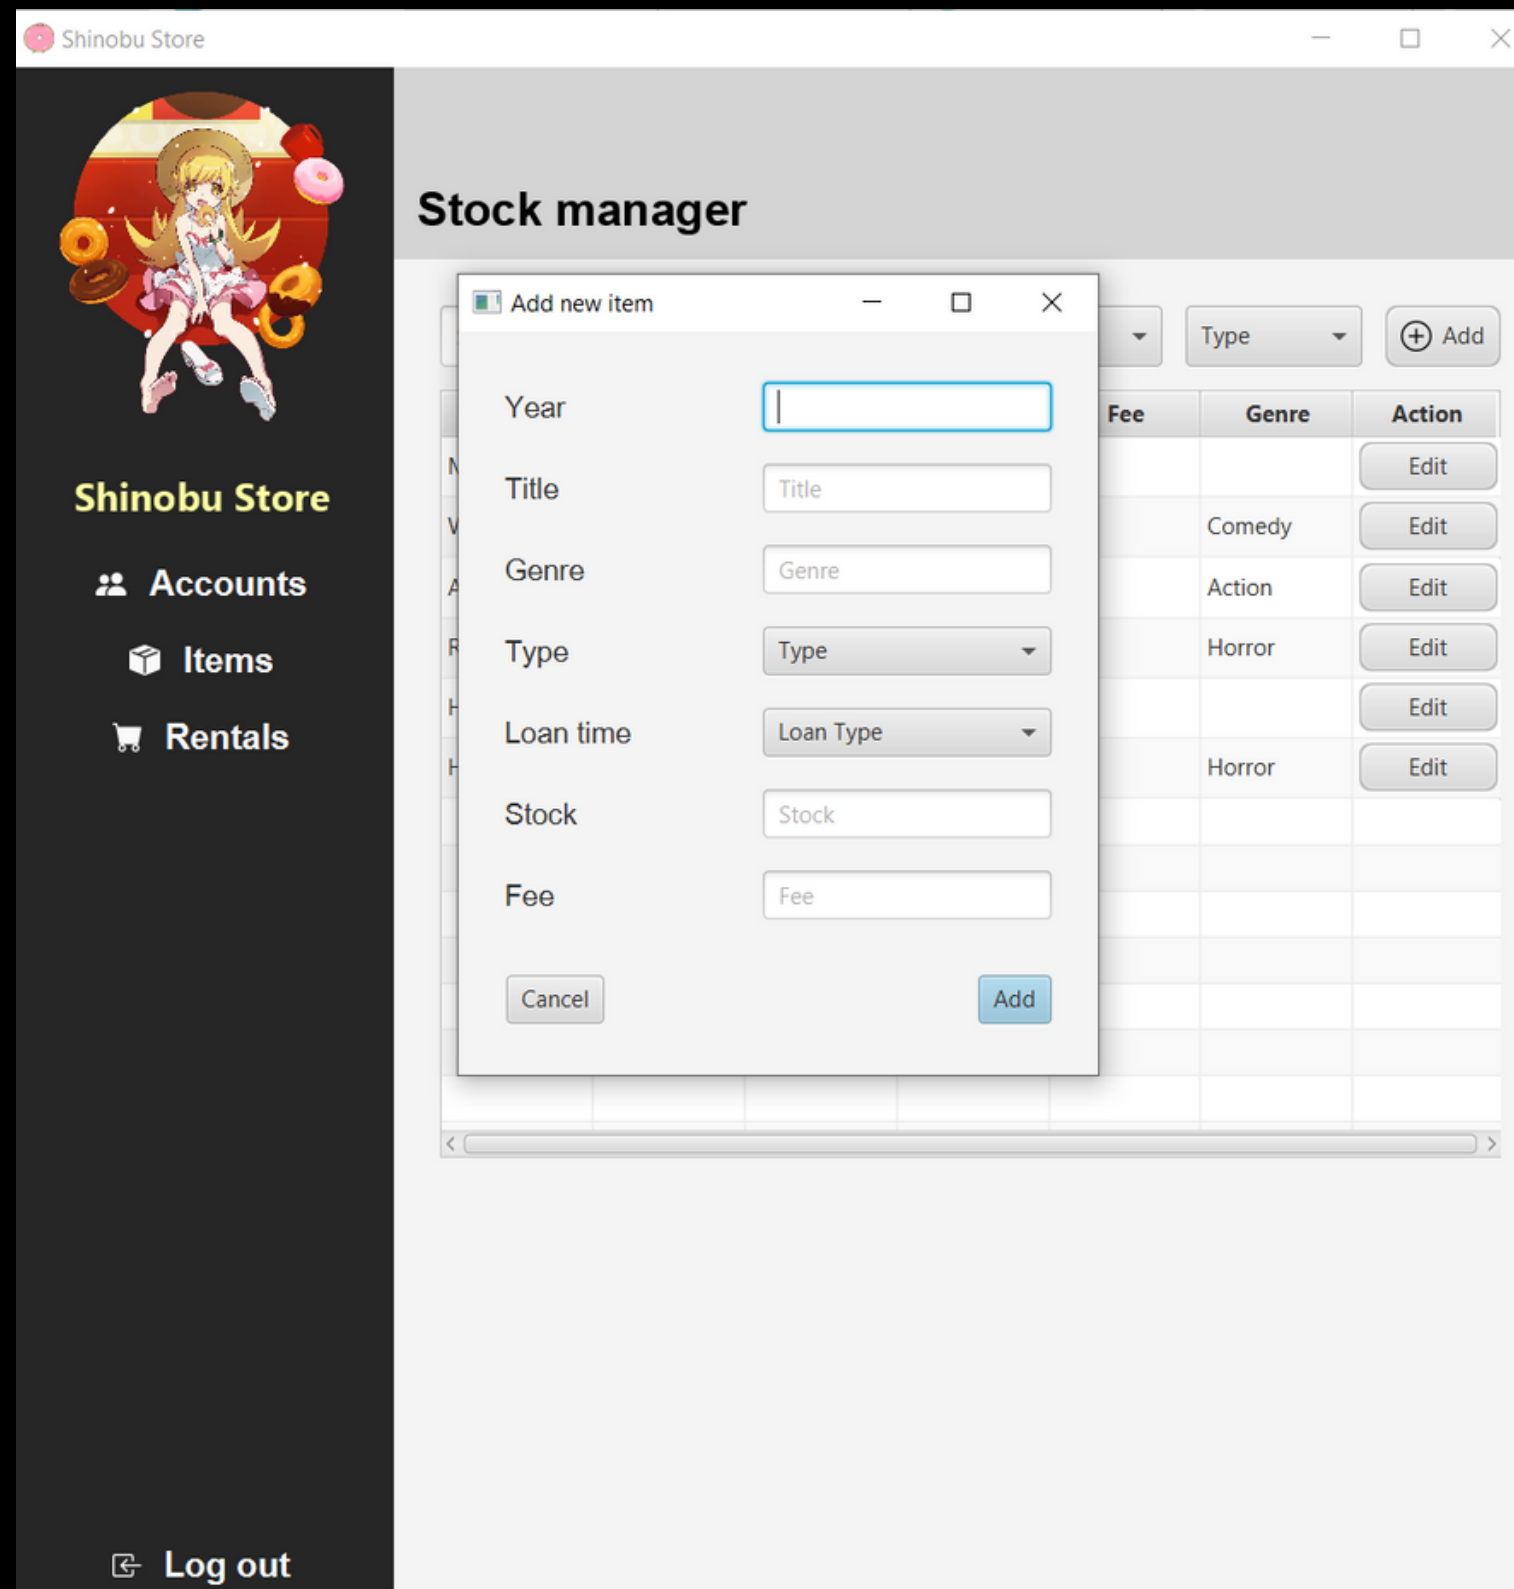 Shinobu Store
Stock manager
Shinobu Store
Accounts
Items
Rentals
Log out
Type
Add
Fee Genre Action
Edit
Comedy Edit
Action Edit
Horror Edit
Edit
Horror Edit
Add new item
Year
Title Title
Genre Genre
Type Type
Loan time Loan Type
Stock Stock
Fee Fee
Cancel Add